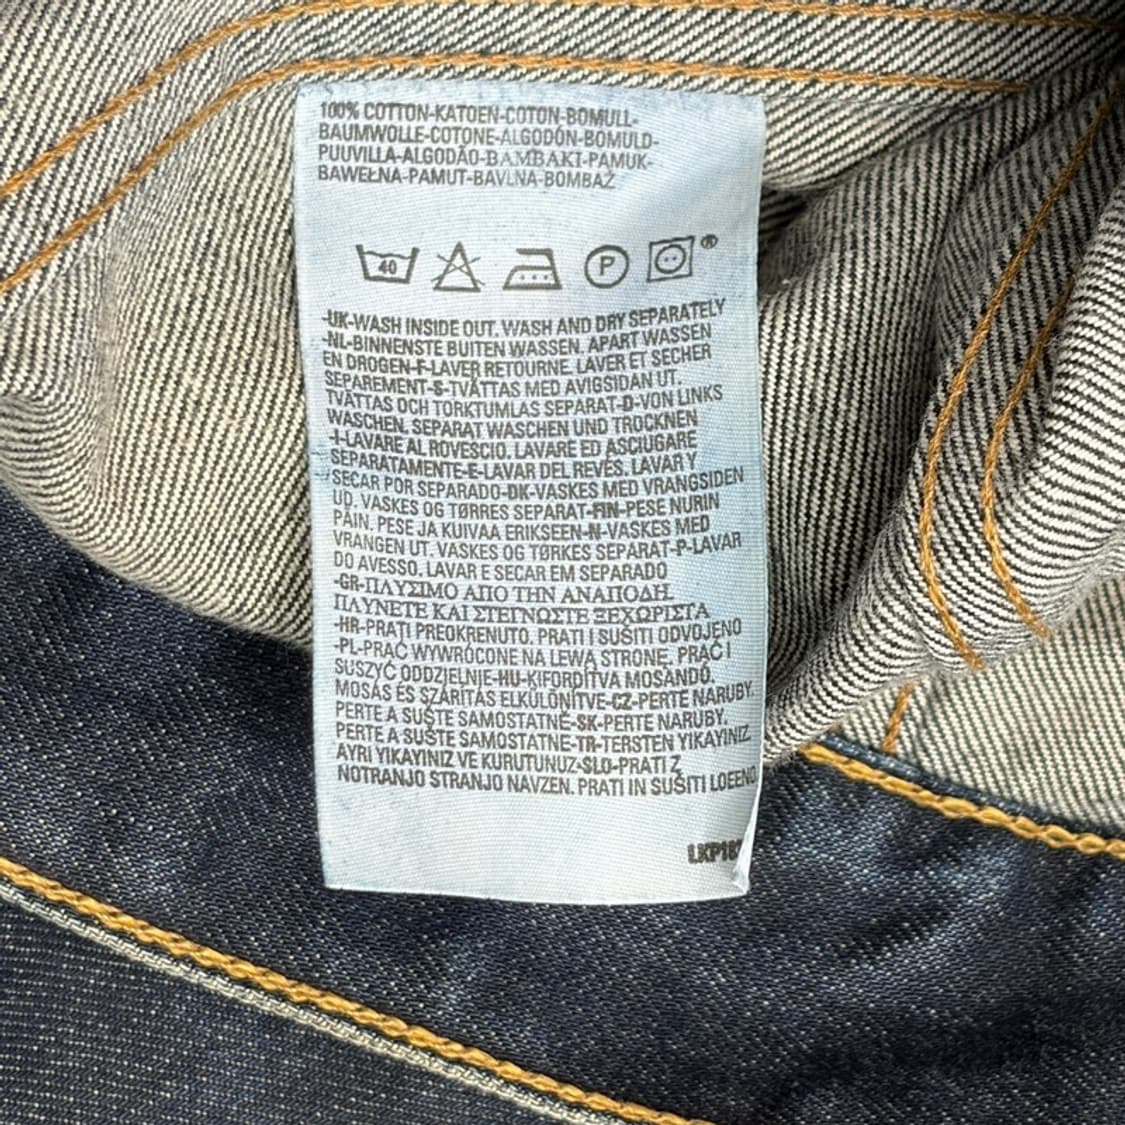 100% COTTON-KATOEN-COTON-BOMULL-
BAUMWOLLE-COTONE-ALGODÓN-BOMULD-
PUUVILLA-ALGODÃO-ΒΑΜΒΑΚΙ-PAMUK-
BAWEŁNA-PAMUT-BAVLNA-BOMBAŽ
40 P ®
-UK-WASH INSIDE OUT. WASH AND DRY SEPARATELY
-NL-BINNENSTE BUITEN WASSEN. APART WASSEN
EN DROGEN-F-LAVER RETOURNE. LAVER ET SECHER
SEPAREMENT-S-TVÄTTAS MED AVIGSIDAN UT.
TVÄTTAS OCH TORKTUMLAS SEPARAT-D-VON LINKS
WASCHEN. SEPARAT WASCHEN UND TROCKNEN
-I-LAVARE AL ROVESCIO. LAVARE ED ASCIUGARE
SEPARATAMENTE-E-LAVAR DEL REVÉS. LAVAR Y
SECAR POR SEPARADO-DK-VASKES MED VRANGSIDEN
UD. VASKES OG TØRRES SEPARAT-FIN-PESE NURIN
PÄIN. PESE JA KUIVAA ERIKSEEN-N-VASKES MED
VRANGEN UT. VASKES OG TØRKES SEPARAT-P-LAVAR
DO AVESSO. LAVAR E SECAR EM SEPARADO
-GR-ΠΛΥΣΙΜΟ ΑΠΟ ΤΗΝ ΑΝΑΠΟΔΗ.
ΠΛΥΝΕΤΕ ΚΑΙ ΣΤΕΓΝΩΣΤΕ ΞΕΧΩΡΙΣΤΑ
-HR-PRATI PREOKRENUTO. PRATI I SUŠITI ODVOJENO
-PL-PRAĆ WYWRÓCONE NA LEWĄ STRONĘ. PRAĆ I
SUSZYĆ ODDZIELNIE-HU-KIFORDÍTVA MOSANDÓ.
MOSÁS ÉS SZÁRÍTÁS ELKÜLÖNÍTVE-CZ-PERTE NARUBY.
PERTE A SUŠTE SAMOSTATNĚ-SK-PERTE NARUBY.
PERTE A SUŠTE SAMOSTATNE-TR-TERSTEN YIKAYINIZ
AYRI YIKAYINIZ VE KURUTUNUZ-SLO-PRATI Z
NOTRANJO STRANJO NAVZEN. PRATI IN SUŠITI LOEENO